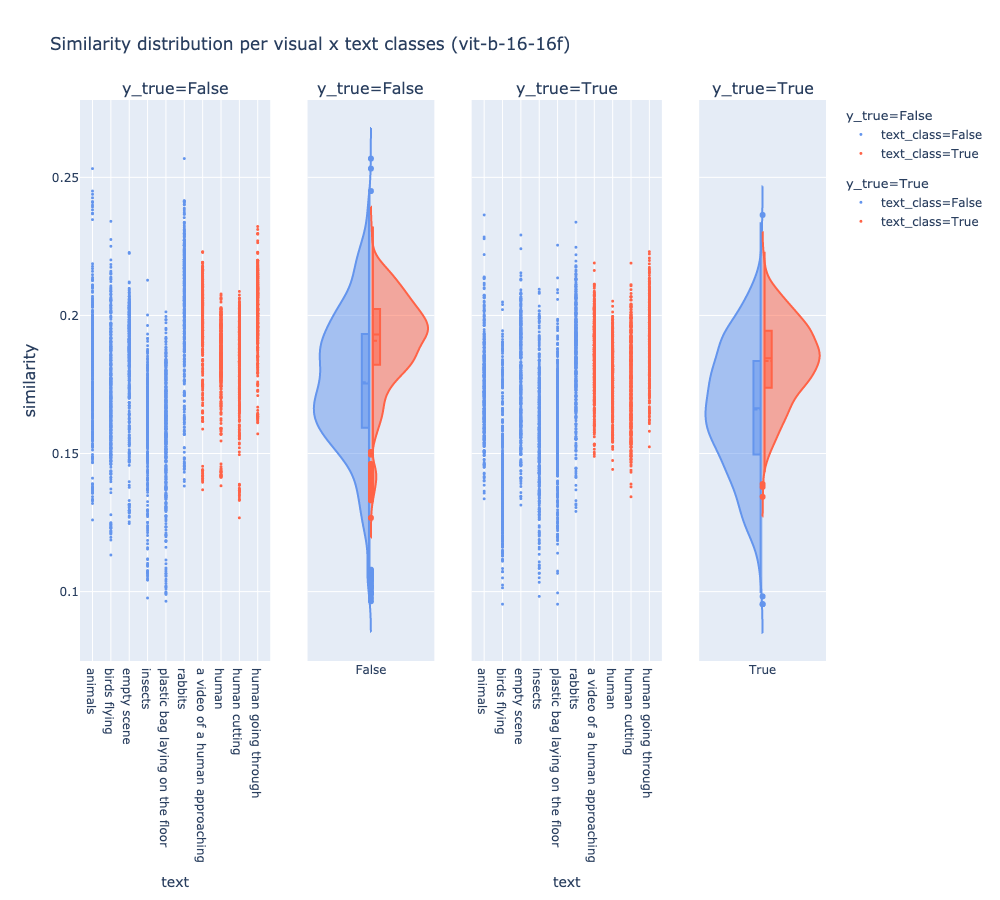 Similarity distribution per visual x text classes (vit-b-16-16f)
y_true=False
y_true=False
y_true=True
y_true=True
y_true=False
text_class=False
text_class=True
y_true=True
text_class=False
text_class=True
similarity
0.25
0.2
0.15
0.1
animals
birds flying
empty scene
insects
plastic bag laying on the floor
rabbits
a video of a human approaching
human
human cutting
human going through
text
False
animals
birds flying
empty scene
insects
plastic bag laying on the floor
rabbits
a video of a human approaching
human
human cutting
human going through
text
True